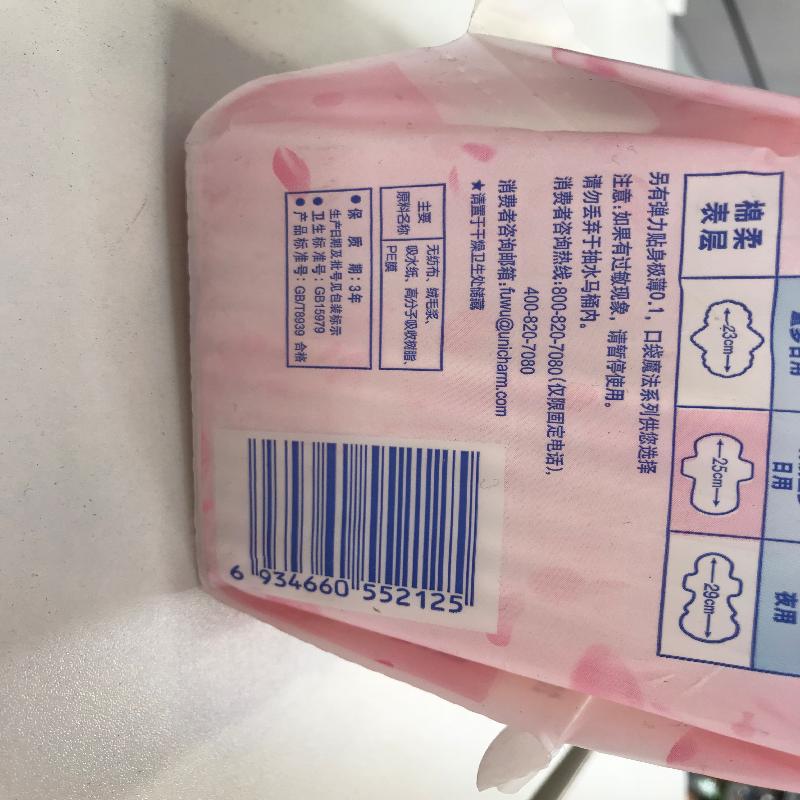 棉柔
表层
23cm
25cm
29cm
日用
夜用
另有弹力贴身极薄0.1，口袋魔法系列供您选择
注意:如果有过敏现象，请暂停使用。
请勿丢弃于抽水马桶内。
消费者咨询热线:800-820-7080(仅限固定电话),
400-820-7080
消费者咨询邮箱:fuwu@unicharm.com
★请置于干燥卫生处储藏
主要
原料名称
无纺布、绒毛浆、
吸水纸、高分子吸收树脂、
PE膜
●保 质 期:3年
生产日期及批号见包装标示
●卫生标准号: GB15979
●产品标准号: GB/T8939 合格
6 934660 552125